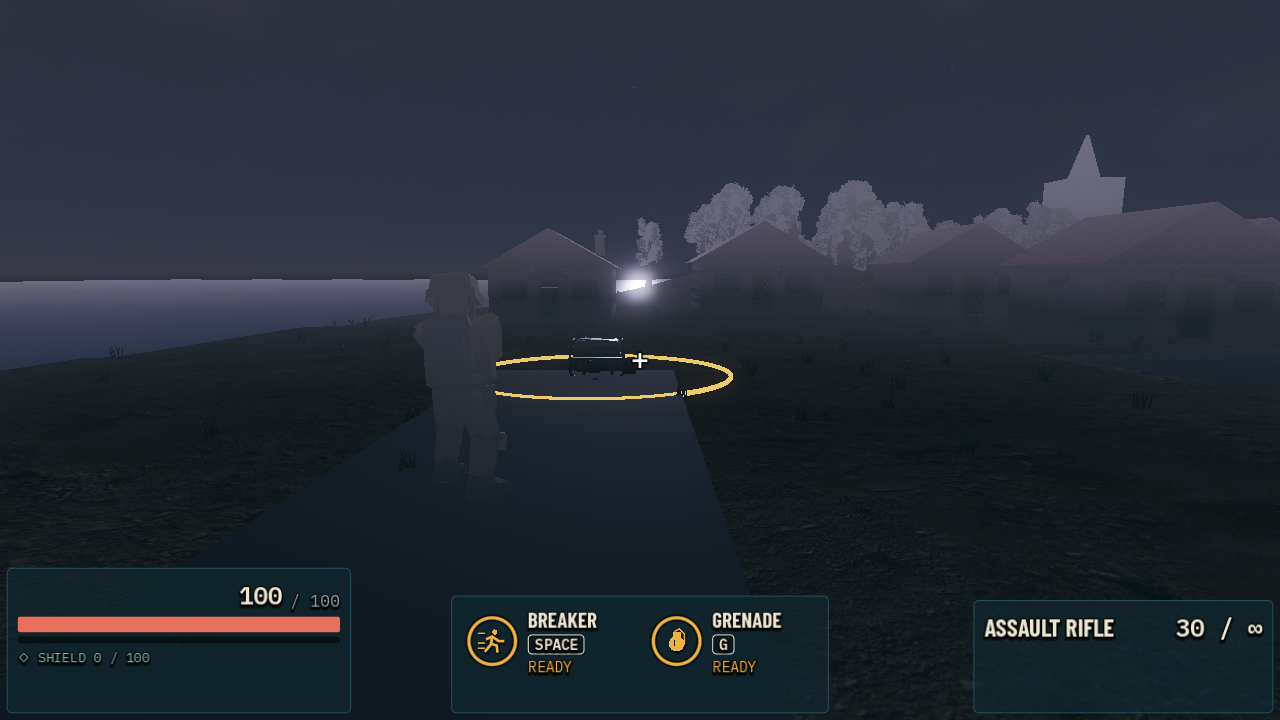 100 / 100
◇ SHIELD 0 / 100
BREAKER
SPACE
READY
GRENADE
G
READY
ASSAULT RIFLE 30 / ∞